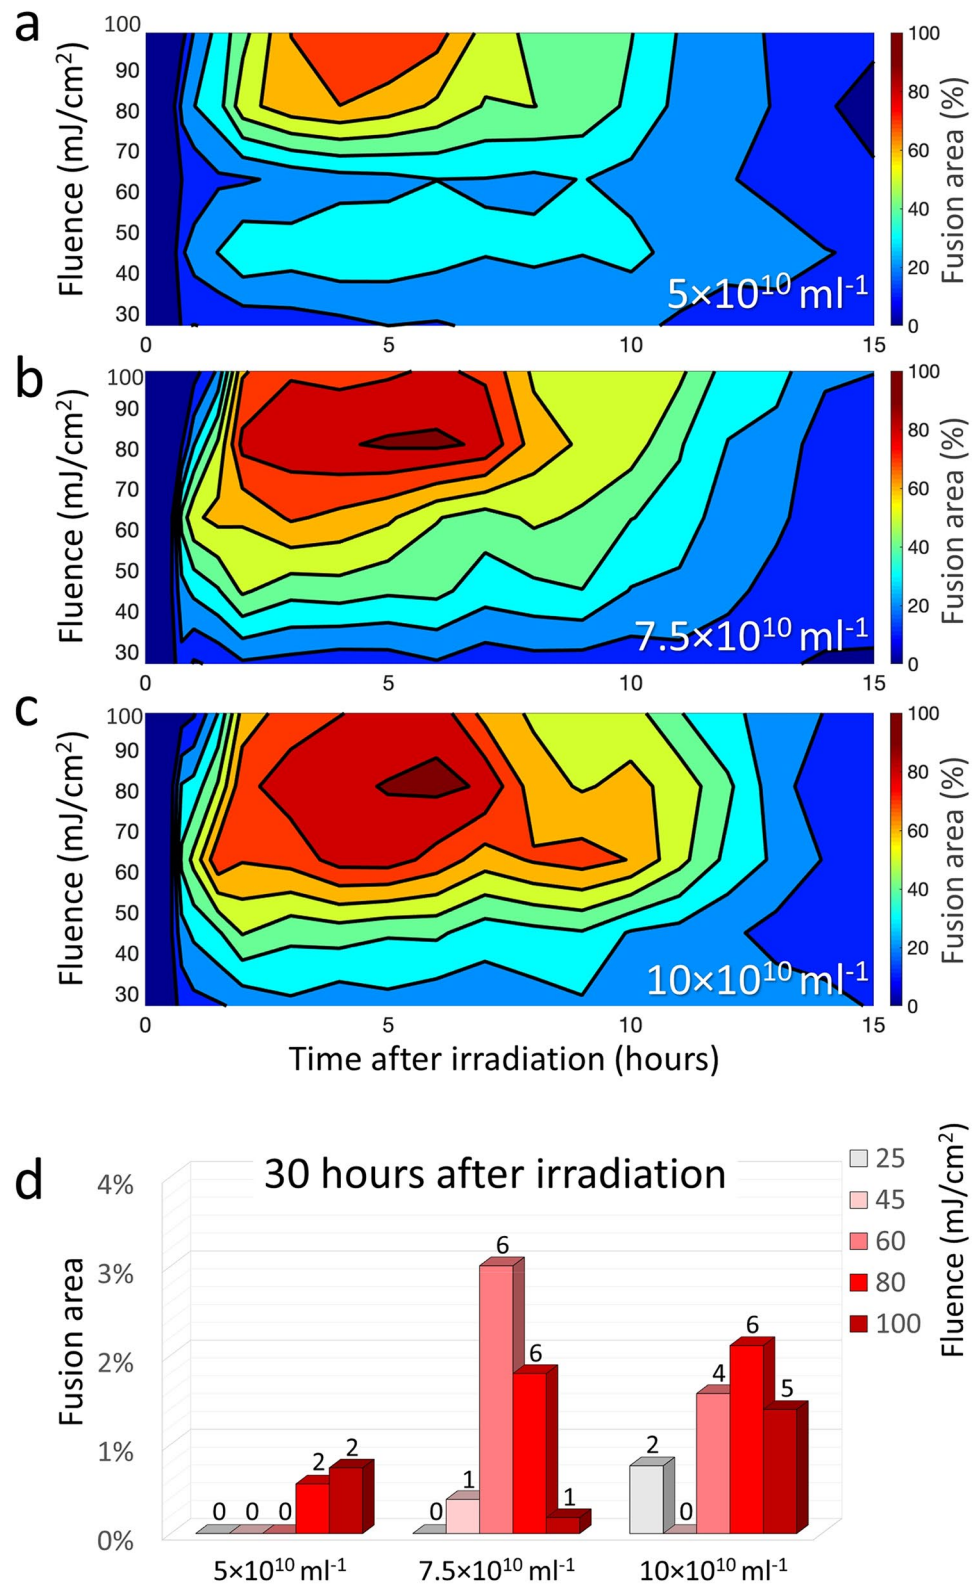 a
Fluence (mJ/cm²)
100
90
80
70
60
50
40
30
0 5 10 15
5×10¹⁰ ml⁻¹
100
80
60
40
20
0
Fusion area (%)
b
Fluence (mJ/cm²)
100
90
80
70
60
50
40
30
0 5 10 15
7.5×10¹⁰ ml⁻¹
100
80
60
40
20
0
Fusion area (%)
c
Fluence (mJ/cm²)
100
90
80
70
60
50
40
30
0 5 10 15
10×10¹⁰ ml⁻¹
100
80
60
40
20
0
Fusion area (%)
Time after irradiation (hours)
d
30 hours after irradiation
Fusion area
4%
3%
2%
1%
0%
0 0 0 2 2
0 1 6 6 1
2 0 4 6 5
5×10¹⁰ ml⁻¹ 7.5×10¹⁰ ml⁻¹ 10×10¹⁰ ml⁻¹
25
45
60
80
100
Fluence (mJ/cm²)